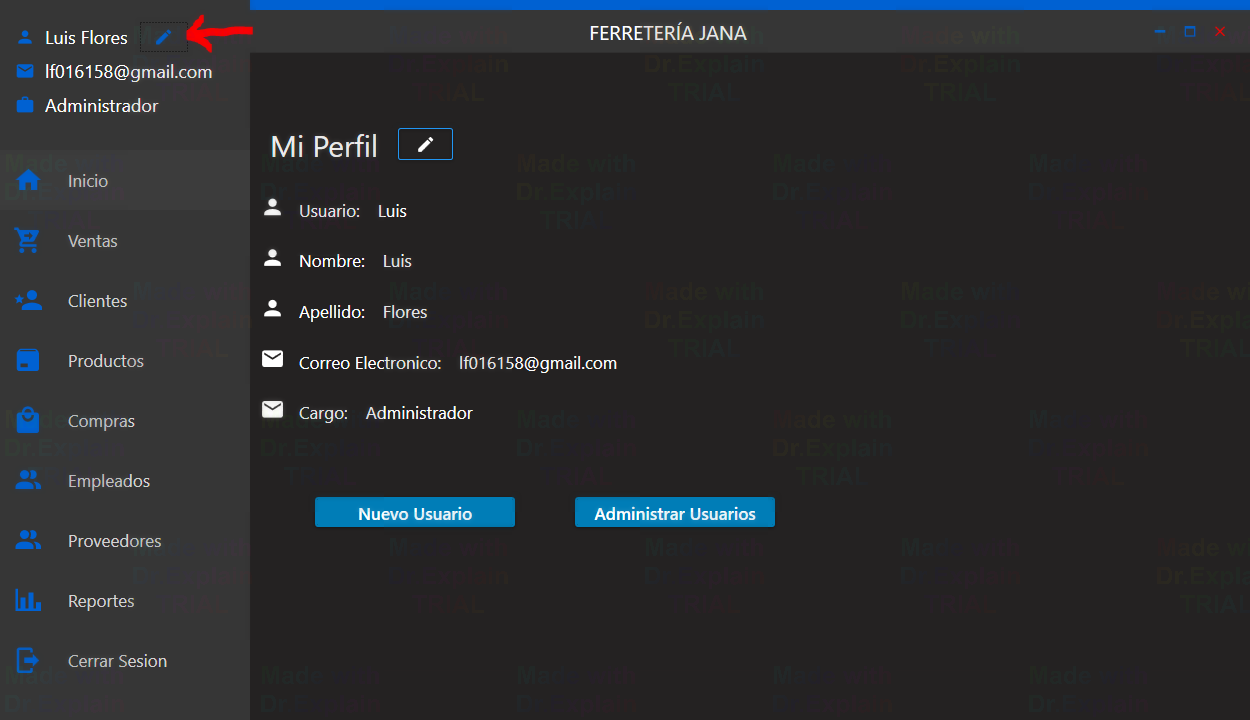 Luis Flores
lf016158@gmail.com
Administrador
Inicio
Ventas
Clientes
Productos
Compras
Empleados
Proveedores
Reportes
Cerrar Sesion
FERRETERÍA JANA
Mi Perfil
Usuario: Luis
Nombre: Luis
Apellido: Flores
Correo Electronico: lf016158@gmail.com
Cargo: Administrador
Nuevo Usuario
Administrar Usuarios
Made with
Dr.Explain
TRIAL